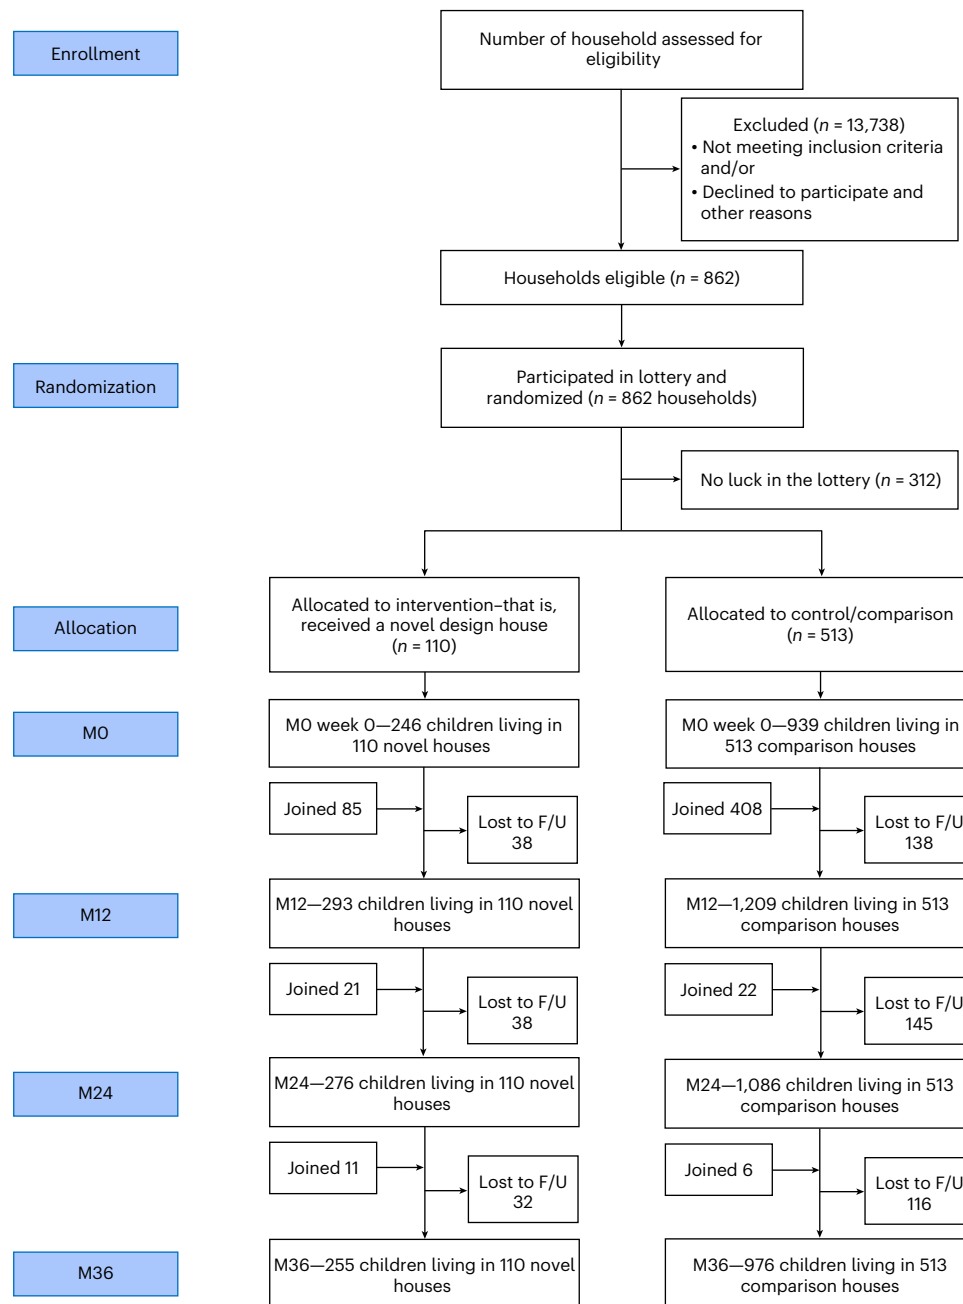 Enrollment
Number of household assessed for
eligibility
Excluded (n = 13,738)
• Not meeting inclusion criteria
and/or
• Declined to participate and
other reasons
Households eligible (n = 862)
Randomization
Participated in lottery and
randomized (n = 862 households)
No luck in the lottery (n = 312)
Allocation
Allocated to intervention–that is,
received a novel design house
(n = 110)
Allocated to control/comparison
(n = 513)
M0
M0 week 0—246 children living in
110 novel houses
M0 week 0—939 children living in
513 comparison houses
Joined 85
Lost to F/U
38
Joined 408
Lost to F/U
138
M12
M12—293 children living in 110 novel
houses
M12—1,209 children living in 513
comparison houses
Joined 21
Lost to F/U
38
Joined 22
Lost to F/U
145
M24
M24—276 children living in 110 novel
houses
M24—1,086 children living in 513
comparison houses
Joined 11
Lost to F/U
32
Joined 6
Lost to F/U
116
M36
M36—255 children living in 110 novel
houses
M36—976 children living in 513
comparison houses